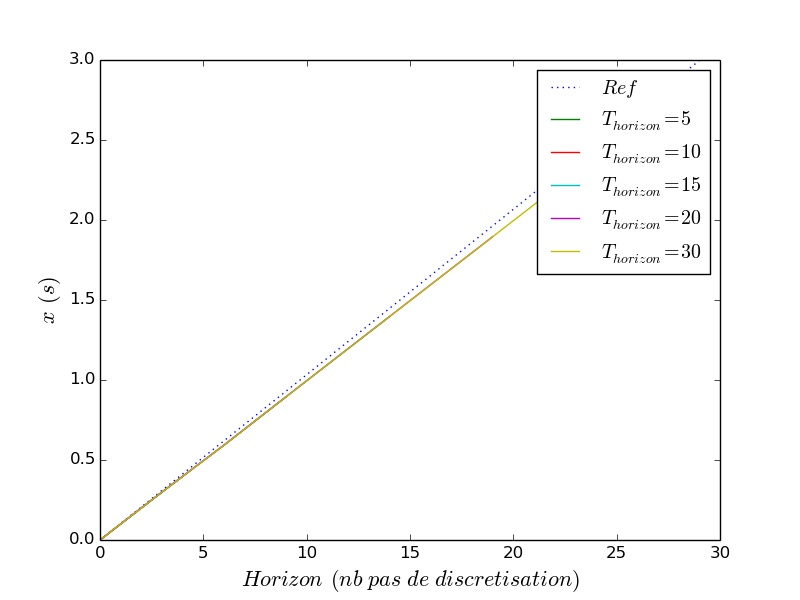 3.0
2.5
2.0
1.5
1.0
0.5
0.0
x (s)
Ref
T_horizon=5
T_horizon=10
T_horizon=15
T_horizon=20
T_horizon=30
0 5 10 15 20 25 30
Horizon (nb pas de discretisation)